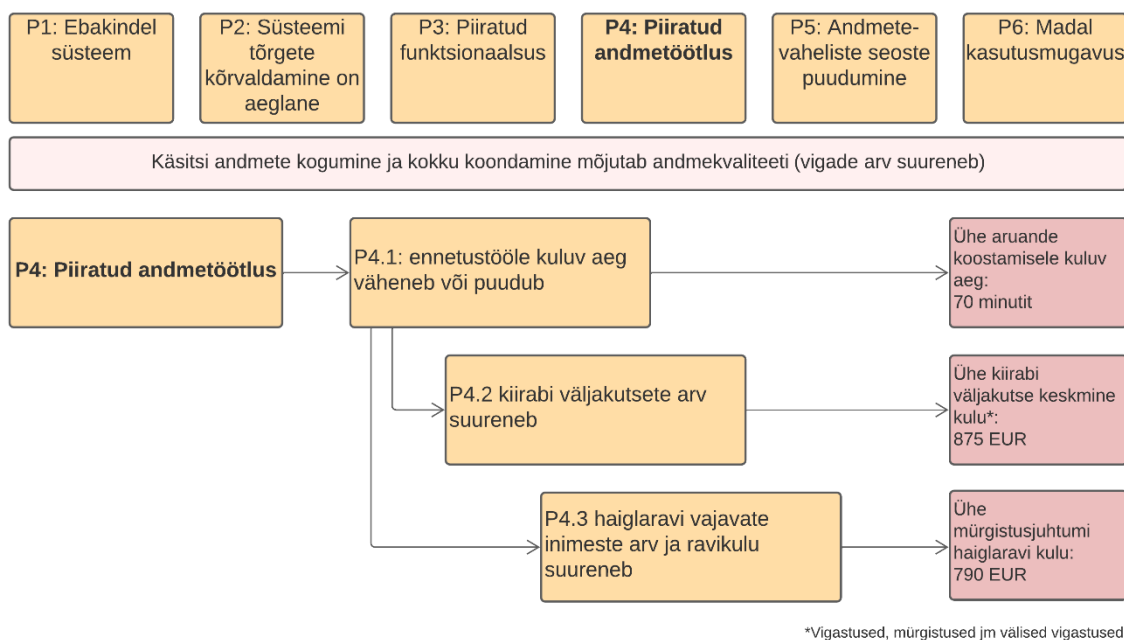 P1: Ebakindel
süsteem
P2: Süsteemi
tõrgete
kõrvaldamine on
aeglane
P3: Piiratud
funktsionaalsus
P4: Piiratud
andmetöötlus
P5: Andmete-
vaheliste seoste
puudumine
P6: Madal
kasutusmugavus
Käsitsi andmete kogumine ja kokku koondamine mõjutab andmekvaliteeti (vigade arv suureneb)
P4: Piiratud andmetöötlus
P4.1: ennetustööle kuluv aeg
väheneb või puudub
Ühe aruande
koostamisele kuluv
aeg:
70 minutit
P4.2 kiirabi väljakutsete arv
suureneb
Ühe kiirabi
väljakutse keskmine
kulu*:
875 EUR
P4.3 haiglaravi vajavate
inimeste arv ja ravikulu
suureneb
Ühe
mürgistusjuhtumi
haiglaravi kulu:
790 EUR
*Vigastused, mürgistused jm välised vigastused